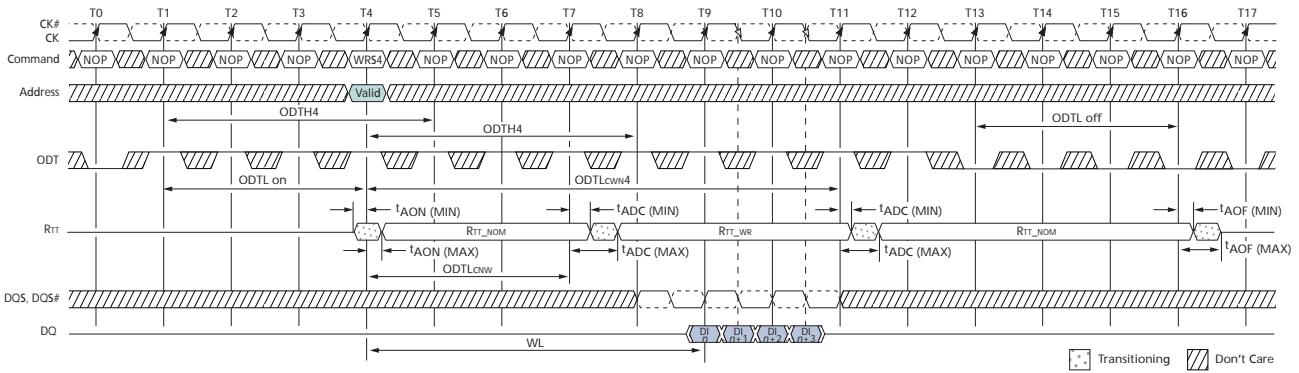 T0 T1 T2 T3 T4 T5 T6 T7 T8 T9 T10 T11 T12 T13 T14 T15 T16 T17
CK#
CK
Command NOP NOP NOP NOP WRS4 NOP NOP NOP NOP NOP NOP NOP NOP NOP NOP NOP NOP NOP
Address Valid
ODTH4 ODTH4 ODTL off
ODT
ODTL on ODTLCWN4
tAON (MIN) tADC (MIN) tADC (MIN) tAOF (MIN)
RTT RTT_NOM RTT_WR RTT_NOM
tAON (MAX) tADC (MAX) tADC (MAX) tAOF (MAX)
ODTLCNW
DQS, DQS#
DQ DI n DI n+1 DI n+2 DI n+3
WL
Transitioning Don't Care